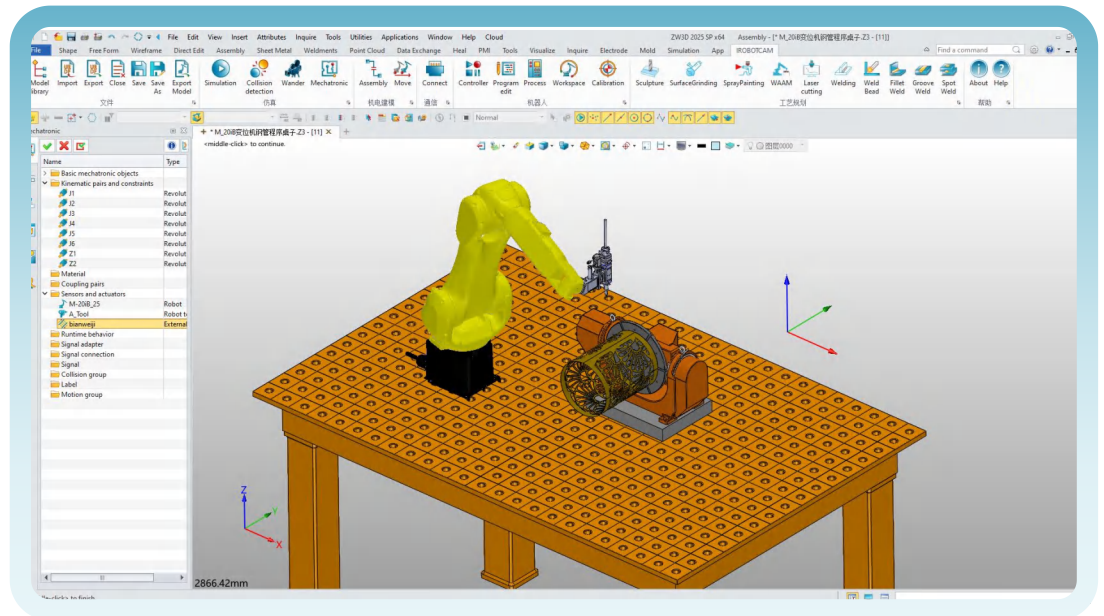 File Edit View Insert Attributes Inquire Tools Utilities Applications Window Help Cloud
ZW3D 2025 SP x64 Assembly - [* M_20iB变位机钢管程序桌子.Z3 - [11]]
File Shape Free Form Wireframe Direct Edit Assembly Sheet Metal Weldments Point Cloud Data Exchange Heal PMI Tools Visualize Inquire Electrode Mold Simulation App IROBOTCAM
Find a command
Model library Import Export Close Save Save As Export Model Simulation Collision detection Wander Mechatronic Assembly Move Connect Controller Program edit Process Workspace Calibration Sculpture SurfaceGrinding SprayPainting WAAM Laser cutting Welding Weld Bead Fillet Weld Groove Weld Spot Weld About Help
文件 仿真 机电建模 通信 机器人 工艺规划 帮助
Normal
chatronic
* M_20iB变位机钢管程序桌子.Z3 - [11]
<middle-click> to continue.
图层0000
Name Type
Basic mechatronic objects
Kinematic pairs and constraints
J1 Revolut
J2 Revolut
J3 Revolut
J4 Revolut
J5 Revolut
J6 Revolut
Z1 Revolut
Z2 Revolut
Material
Coupling pairs
Sensors and actuators
M-20iB_25 Robot
A_Tool Robot t
bianweiji External
Runtime behavior
Signal adapter
Signal connection
Signal
Collision group
Label
Motion group
Z
Y
X
2866.42mm